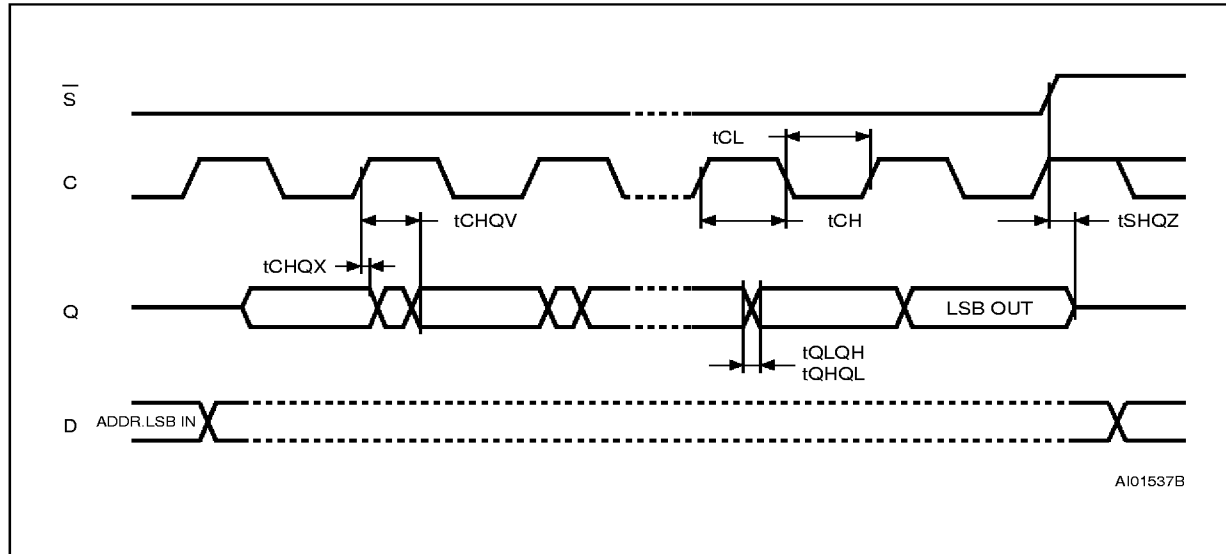 S
tCL
C
tCHQV
tCH
tSHQZ
tCHQX
Q
LSB OUT
tQLQH
tQHQL
D
ADDR.LSB IN
AI01537B